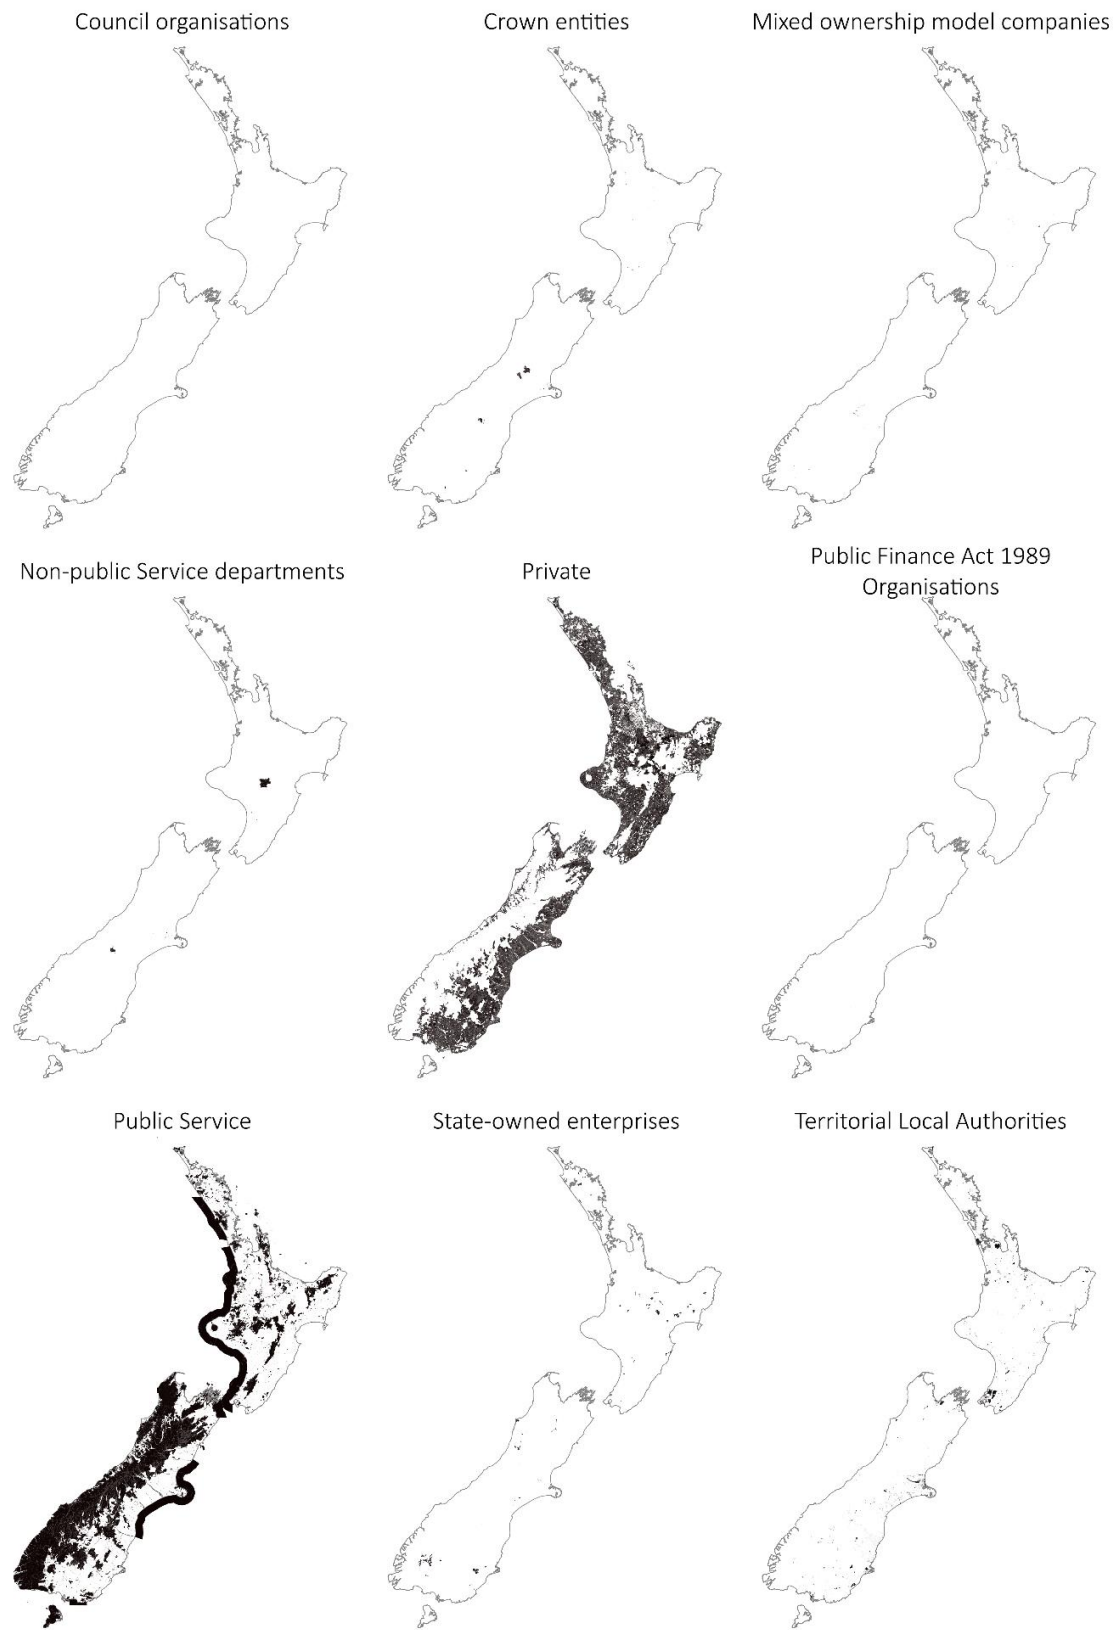 Council organisations
Crown entities
Mixed ownership model companies
Non-public Service departments
Private
Public Finance Act 1989
Organisations
Public Service
State-owned enterprises
Territorial Local Authorities